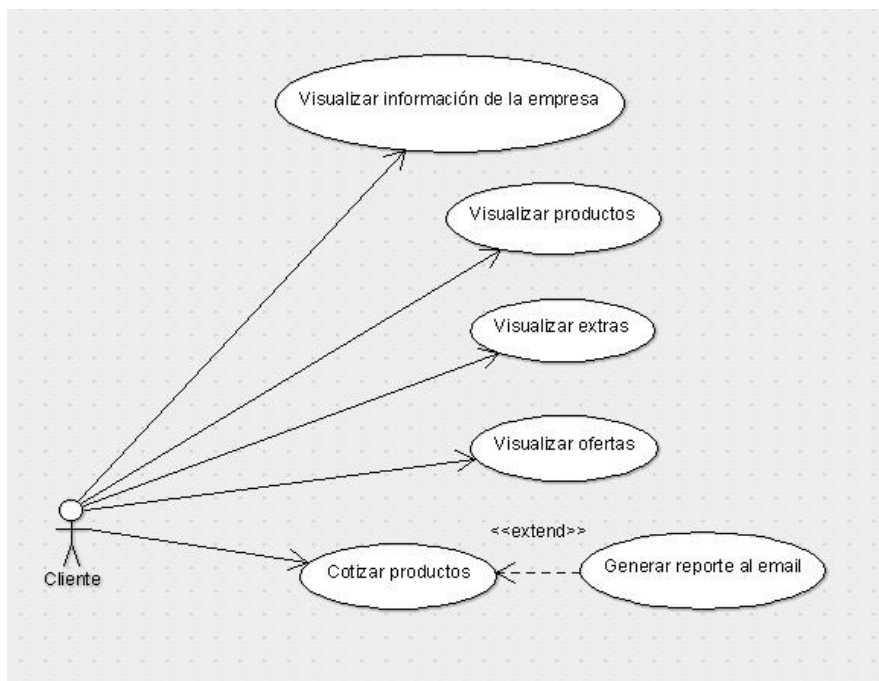 Visualizar información de la empresa
Visualizar productos
Visualizar extras
Visualizar ofertas
<<extend>>
Cotizar productos
Generar reporte al email
Cliente